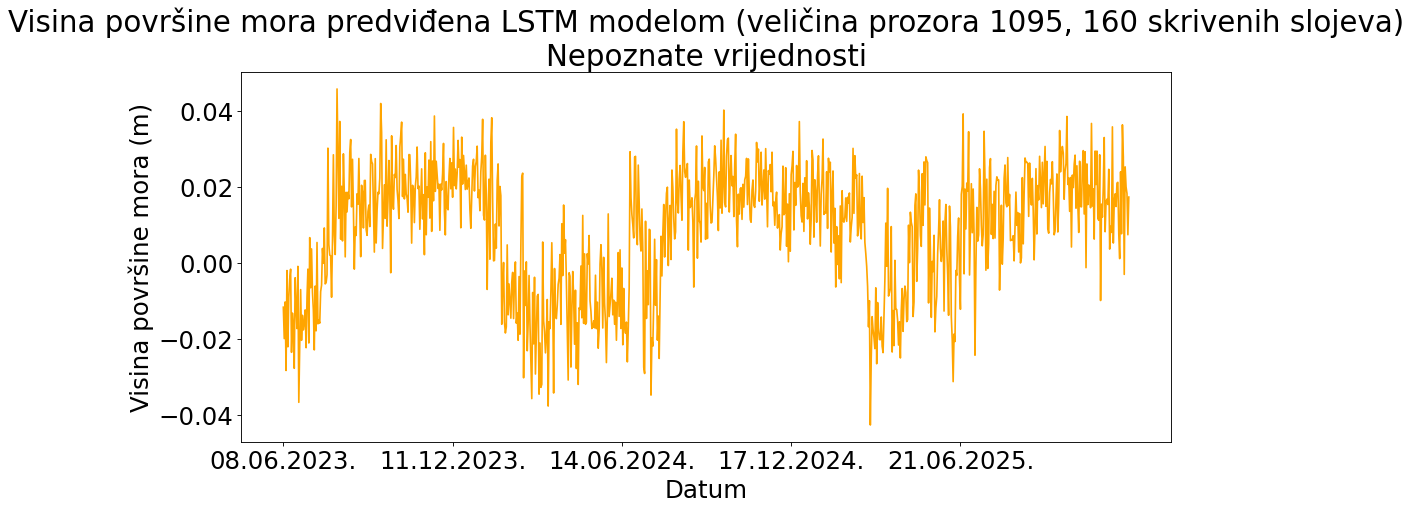 Visina površine mora predviđena LSTM modelom (veličina prozora 1095, 160 skrivenih slojeva)
Nepoznate vrijednosti
Visina površine mora (m)
0.04
0.02
0.00
−0.02
−0.04
08.06.2023. 11.12.2023. 14.06.2024. 17.12.2024. 21.06.2025.
Datum